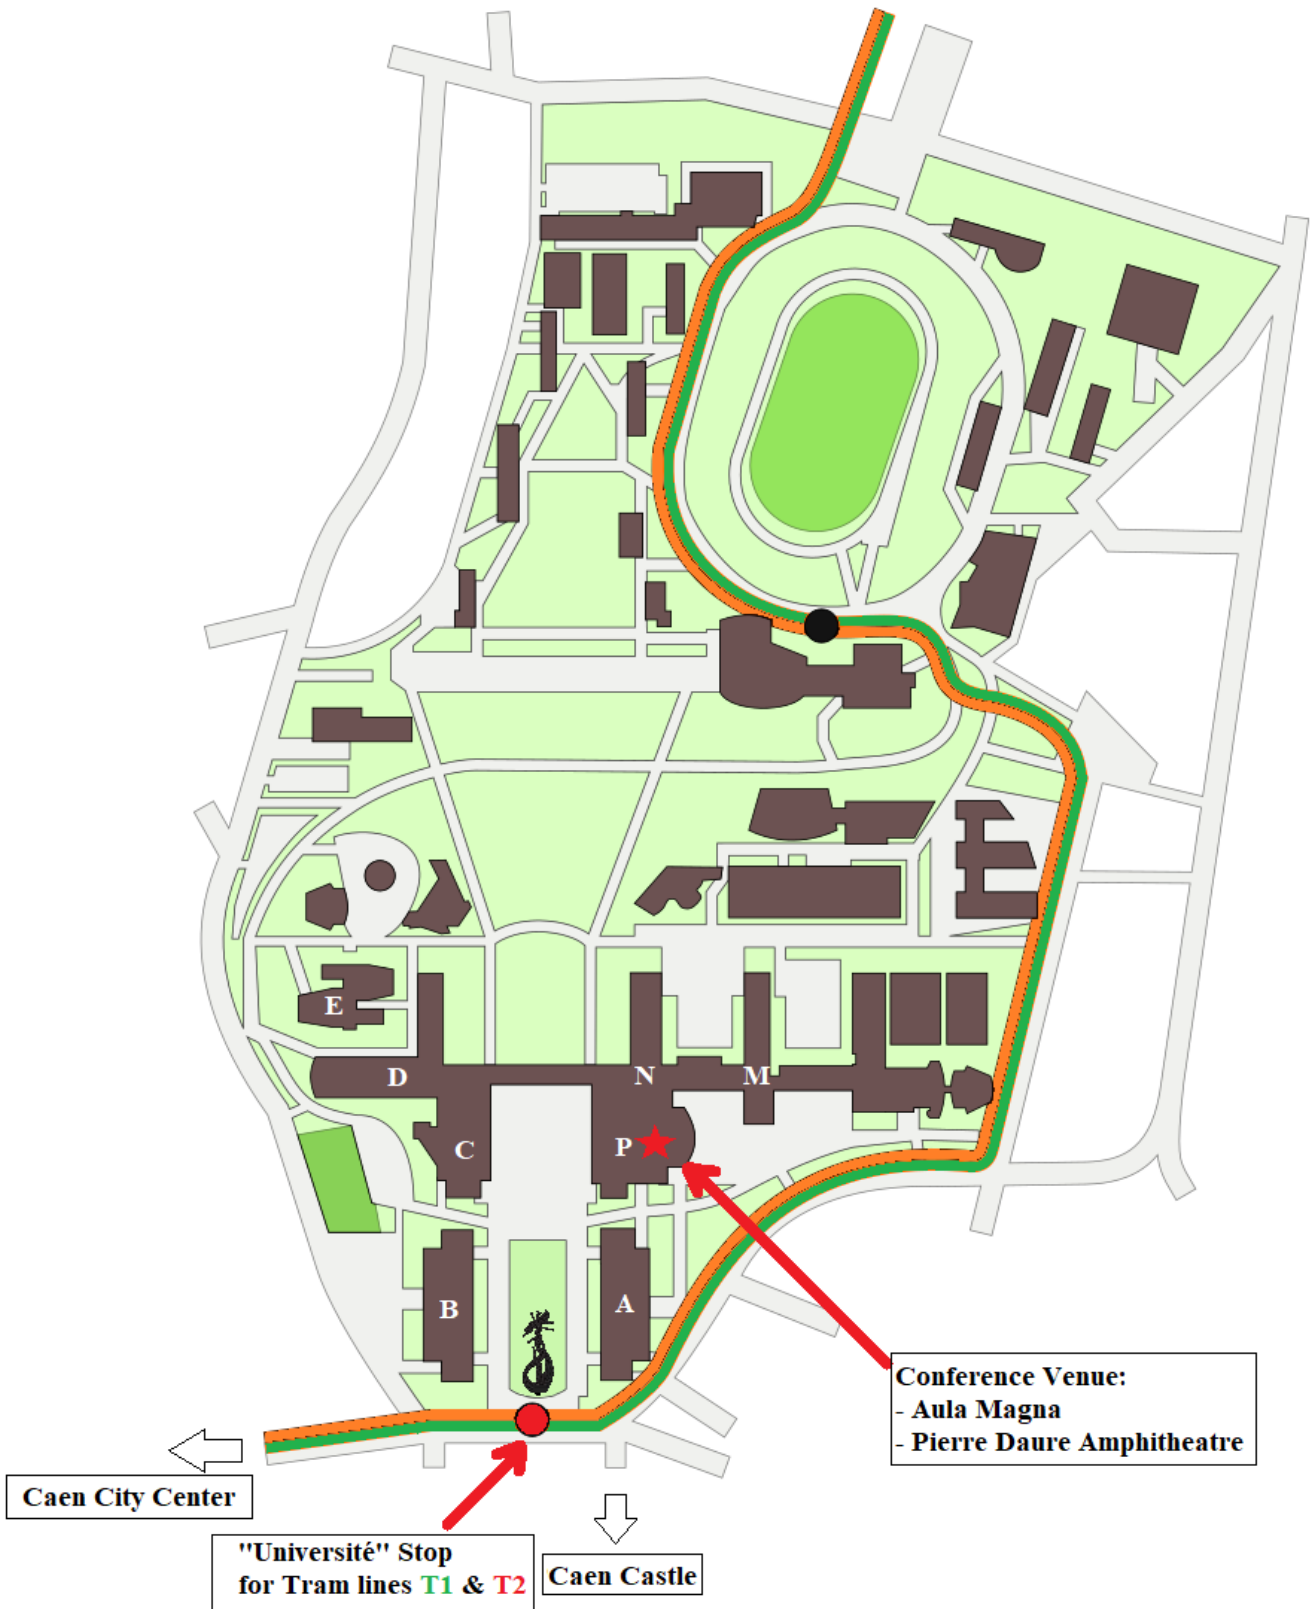 E
D
N
M
C
P
B
A
Conference Venue:
- Aula Magna
- Pierre Daure Amphitheatre
Caen City Center
"Université" Stop
for Tram lines T1 & T2
Caen Castle